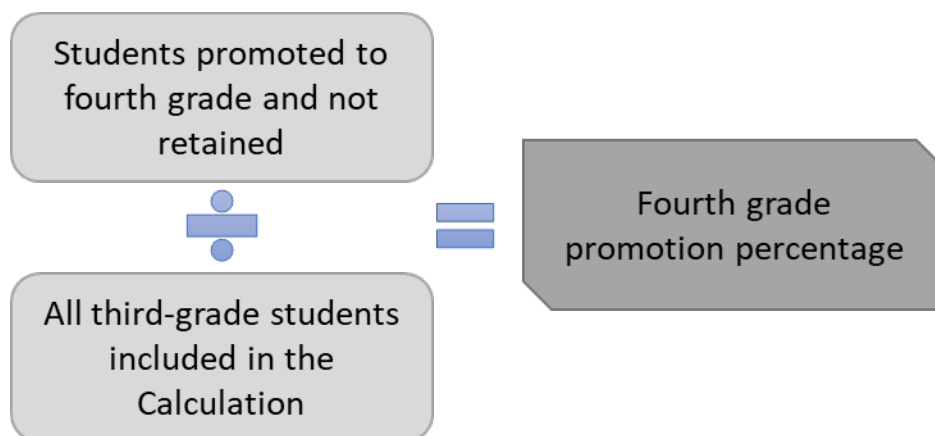 Students promoted to
fourth grade and not
retained
Fourth grade
promotion percentage
All third-grade students
included in the
Calculation